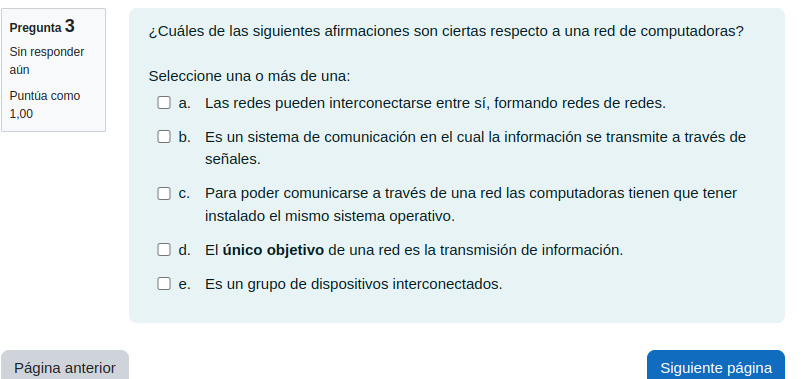 Pregunta 3
Sin responder
aún
Puntúa como
1,00
¿Cuáles de las siguientes afirmaciones son ciertas respecto a una red de computadoras?
Seleccione una o más de una:
a. Las redes pueden interconectarse entre sí, formando redes de redes.
b. Es un sistema de comunicación en el cual la información se transmite a través de
señales.
c. Para poder comunicarse a través de una red las computadoras tienen que tener
instalado el mismo sistema operativo.
d. El único objetivo de una red es la transmisión de información.
e. Es un grupo de dispositivos interconectados.
Página anterior
Siguiente página